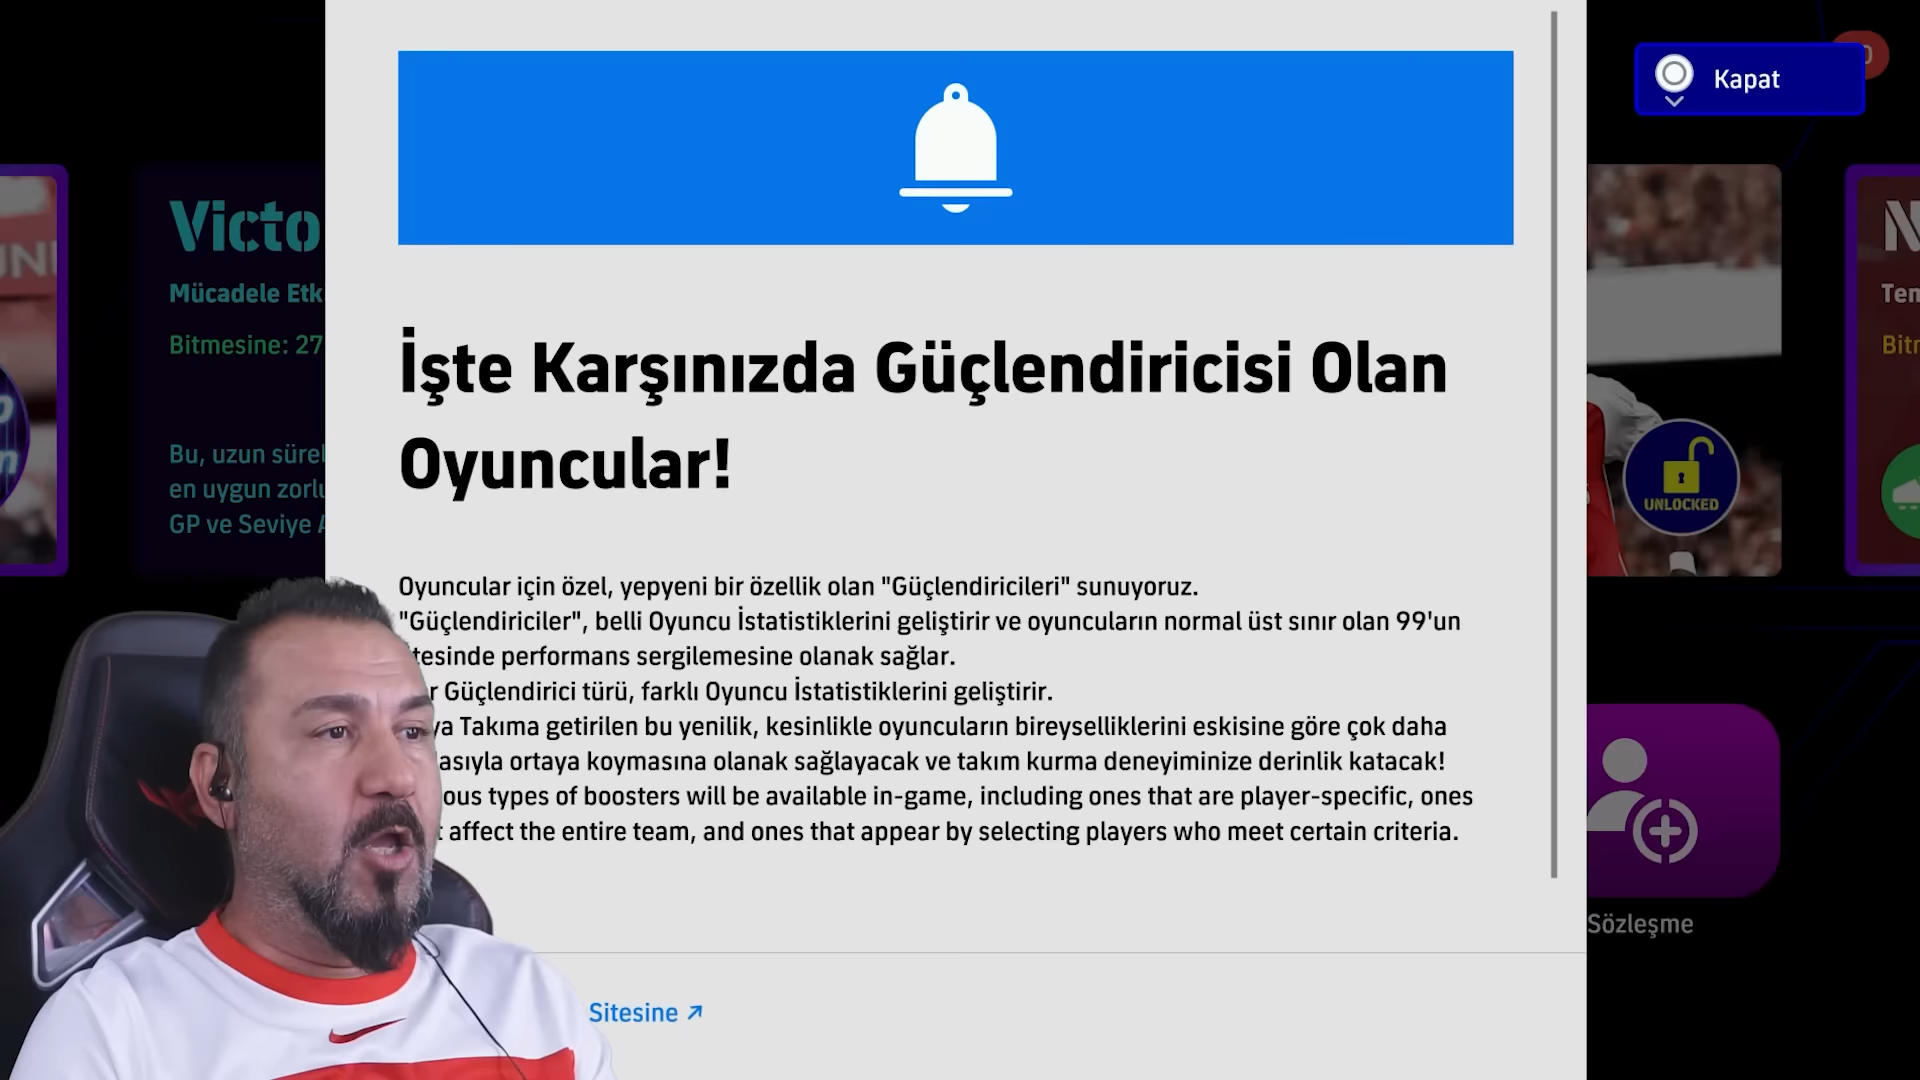 Kapat
İşte Karşınızda Güçlendiricisi Olan
Oyuncular!
Oyuncular için özel, yepyeni bir özellik olan "Güçlendiricileri" sunuyoruz.
"Güçlendiriciler", belli Oyuncu İstatistiklerini geliştirir ve oyuncuların normal üst sınır olan 99'un
tesinde performans sergilemesine olanak sağlar.
r Güçlendirici türü, farklı Oyuncu İstatistiklerini geliştirir.
ya Takıma getirilen bu yenilik, kesinlikle oyuncuların bireyselliklerini eskisine göre çok daha
asıyla ortaya koymasına olanak sağlayacak ve takım kurma deneyiminize derinlik katacak!
ous types of boosters will be available in-game, including ones that are player-specific, ones
t affect the entire team, and ones that appear by selecting players who meet certain criteria.
Sitesine
Victo
Mücadele Etk
Bitmesine: 27
Bu, uzun sürel
en uygun zorlu
GP ve Seviye A
UNI
UNLOCKED
Sözleşme
N
Tem
Bitm